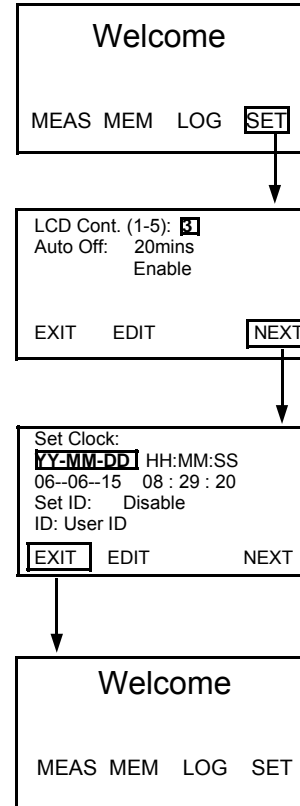 Welcome
MEAS MEM LOG SET
LCD Cont. (1-5): 3
Auto Off: 20mins
Enable
EXIT EDIT NEXT
Set Clock:
YY-MM-DD HH:MM:SS
06--06--15 08 : 29 : 20
Set ID: Disable
ID: User ID
EXIT EDIT NEXT
Welcome
MEAS MEM LOG SET